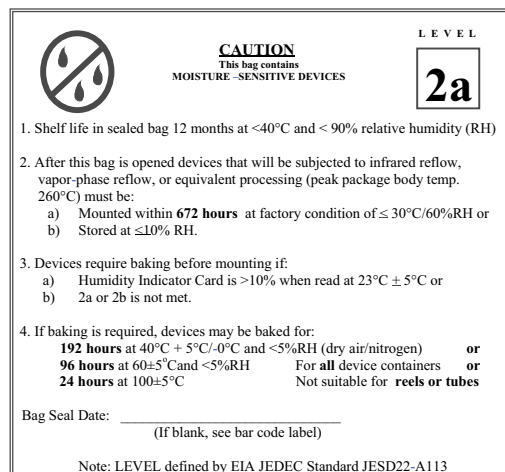 LEVEL
CAUTION
This bag contains
MOISTURE –SENSITIVE DEVICES
2a
1. Shelf life in sealed bag 12 months at <40°C and < 90% relative humidity (RH)
2. After this bag is opened devices that will be subjected to infrared reflow,
vapor-phase reflow, or equivalent processing (peak package body temp.
260°C) must be:
a) Mounted within 672 hours at factory condition of ≤ 30°C/60%RH or
b) Stored at ≤10% RH.
3. Devices require baking before mounting if:
a) Humidity Indicator Card is >10% when read at 23°C ± 5°C or
b) 2a or 2b is not met.
4. If baking is required, devices may be baked for:
192 hours at 40°C + 5°C/-0°C and <5%RH (dry air/nitrogen) or
96 hours at 60±5°Cand <5%RH For all device containers or
24 hours at 100±5°C Not suitable for reels or tubes
Bag Seal Date: ______________________________
(If blank, see bar code label)
Note: LEVEL defined by EIA JEDEC Standard JESD22-A113